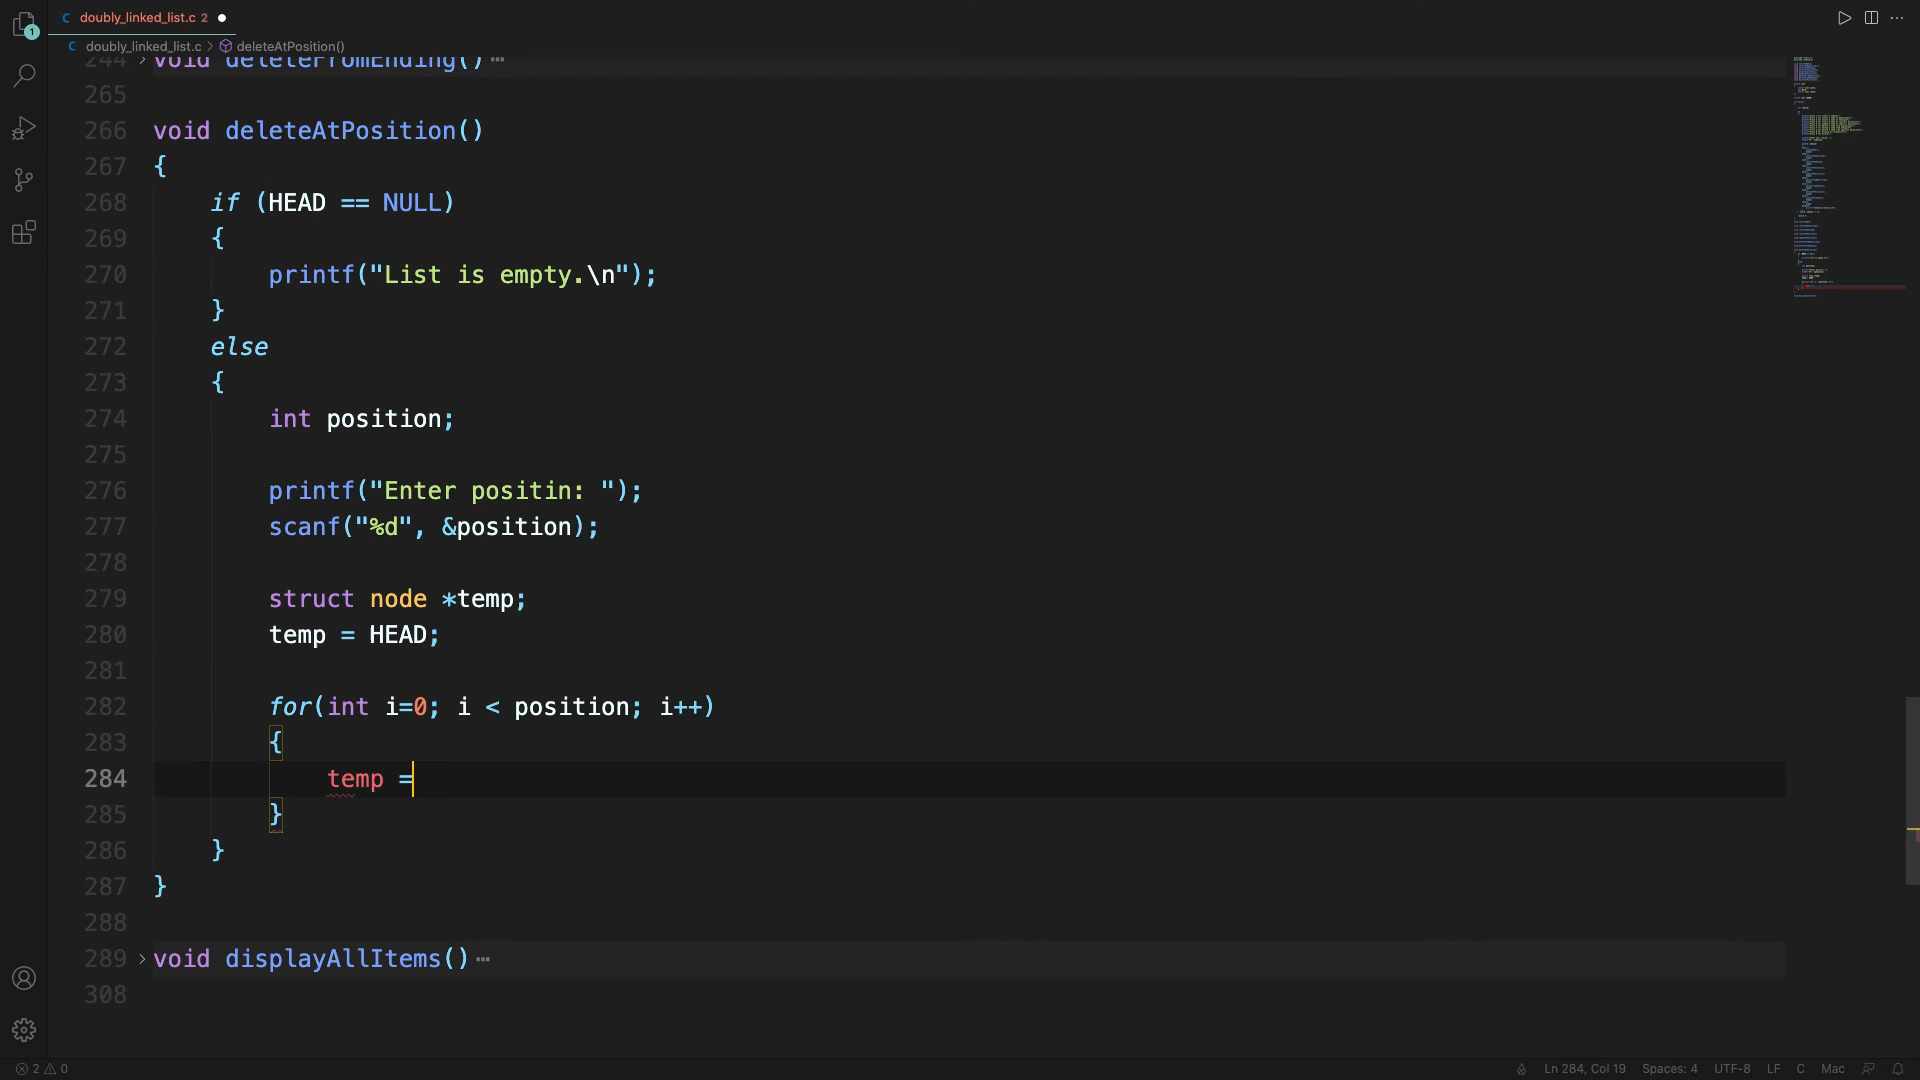 doubly_linked_list.c 2
doubly_linked_list.c > deleteAtPosition()
244 void deleteFromEnding() ⋯
265
266 void deleteAtPosition()
267 {
268 if (HEAD == NULL)
269 {
270 printf("List is empty.\n");
271 }
272 else
273 {
274 int position;
275
276 printf("Enter positin: ");
277 scanf("%d", &position);
278
279 struct node *temp;
280 temp = HEAD;
281
282 for(int i=0; i < position; i++)
283 {
284 temp =
285 }
286 }
287 }
288
289 void displayAllItems() ⋯
308
1
2 0 Ln 284, Col 19 Spaces: 4 UTF-8 LF C Mac